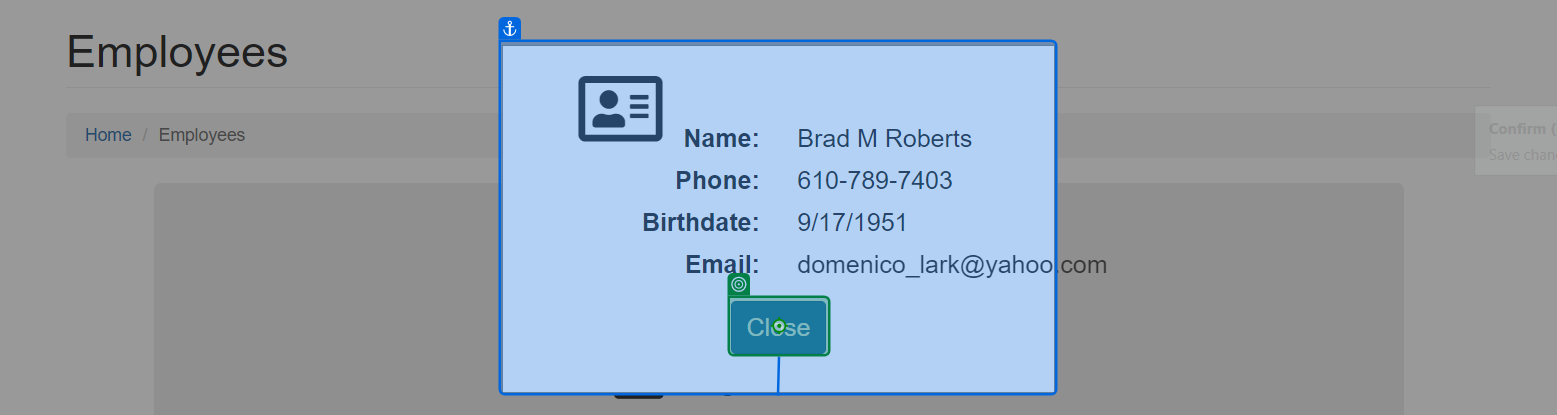 Employees
Home / Employees
Confirm (
Save chan
Name: Brad M Roberts
Phone: 610-789-7403
Birthdate: 9/17/1951
Email: domenico_lark@yahoo.com
Close